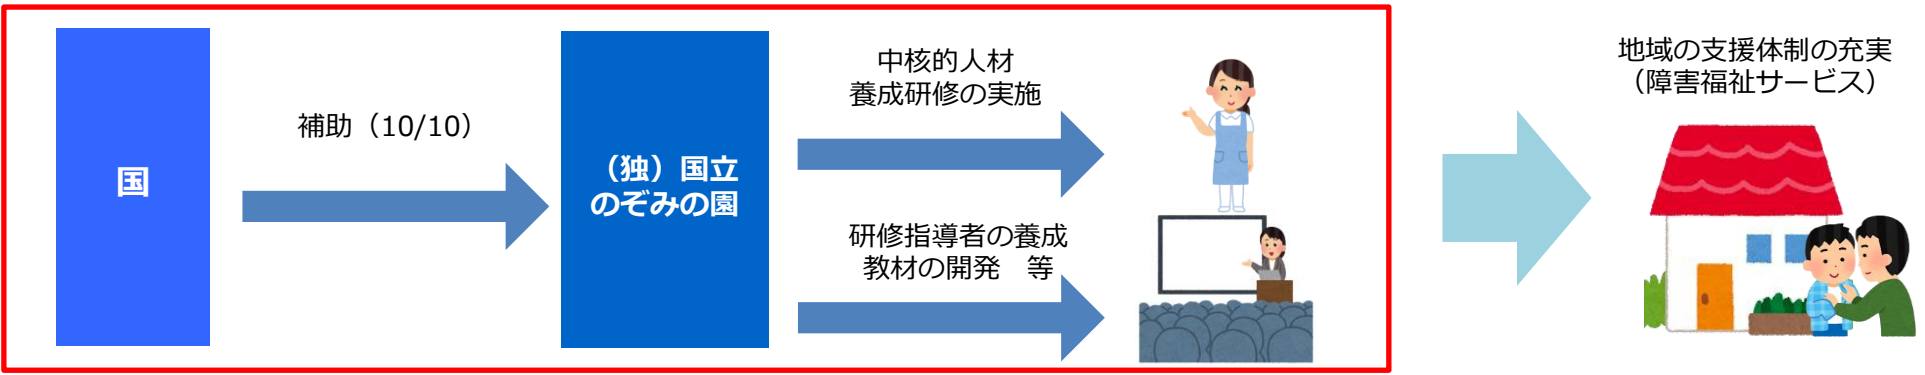 国
補助（10/10）
（独）国立
のぞみの園
中核的人材
養成研修の実施
研修指導者の養成
教材の開発　等
地域の支援体制の充実
（障害福祉サービス）